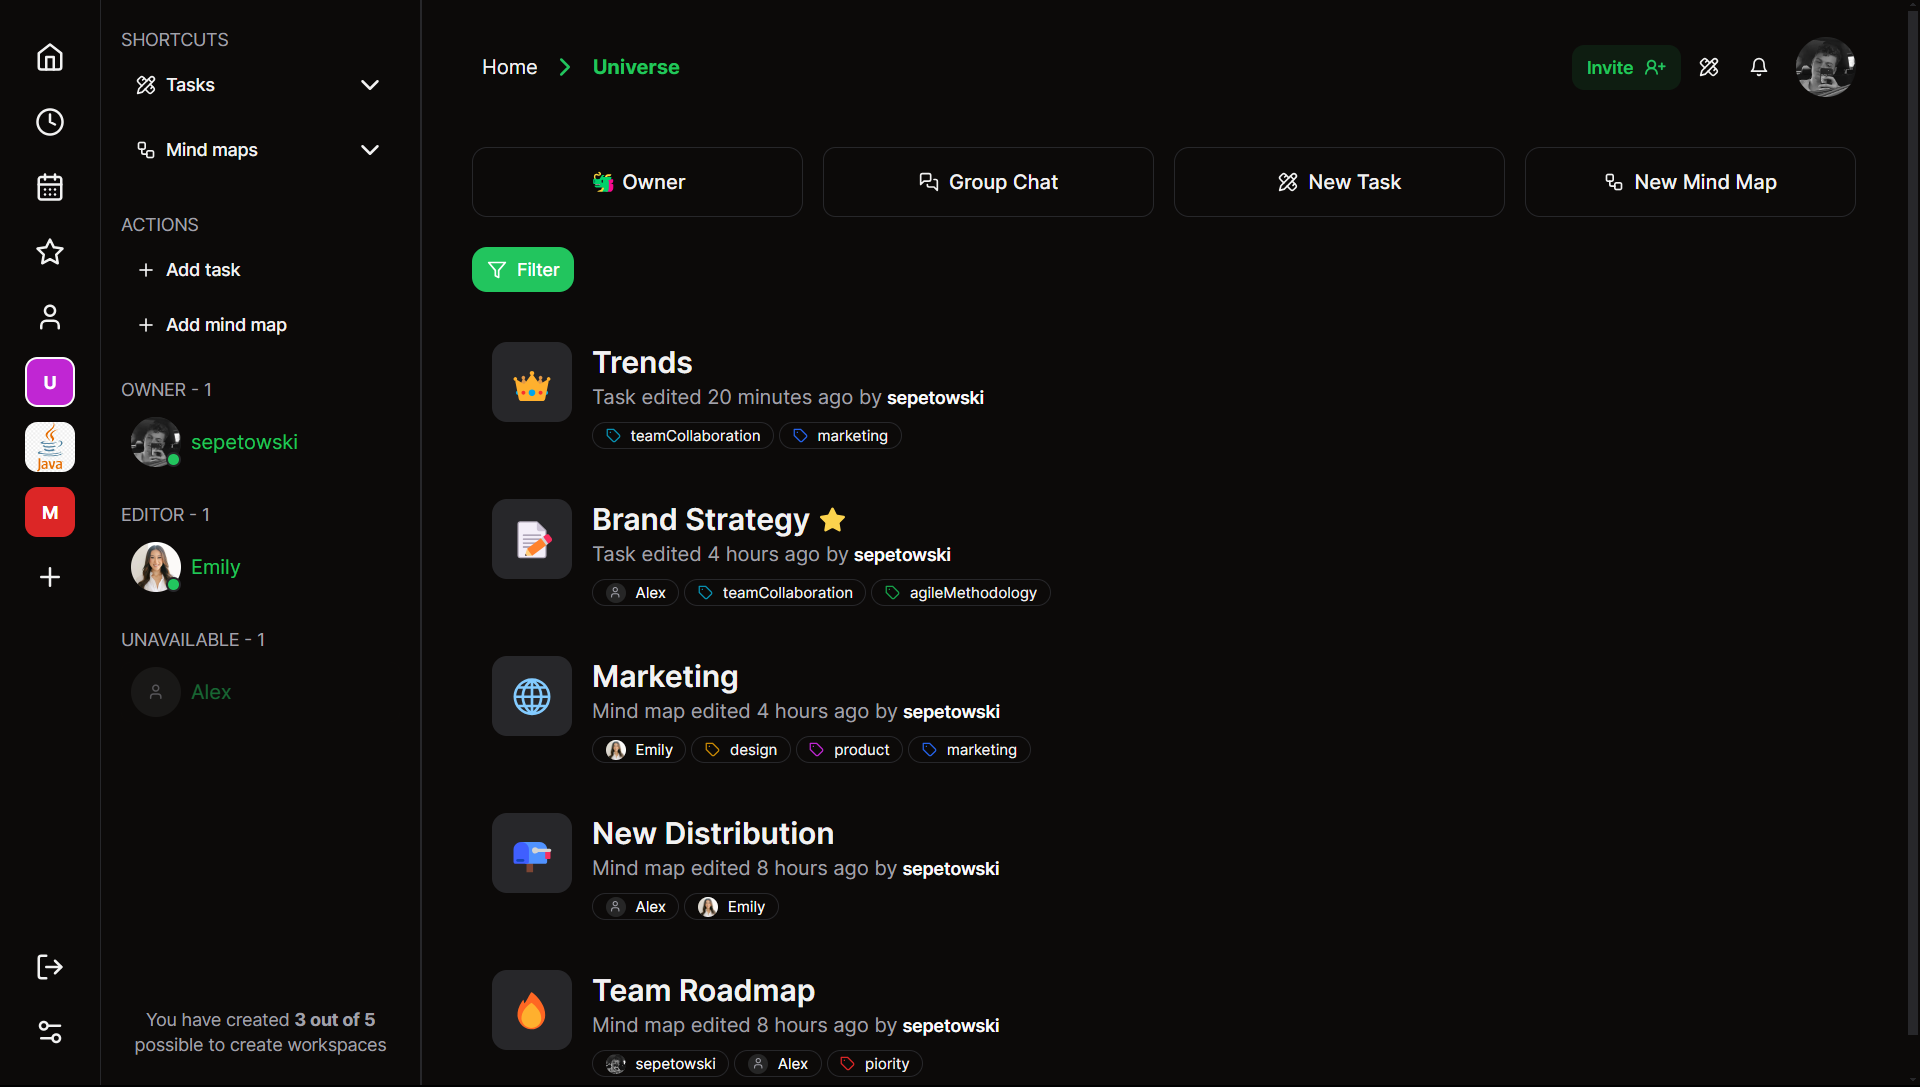 SHORTCUTS
Tasks
Mind maps
ACTIONS
Add task
Add mind map
OWNER - 1
sepetowski
EDITOR - 1
Emily
UNAVAILABLE - 1
Alex
You have created 3 out of 5
possible to create workspaces
U
Java
M
Home > Universe
Invite
Owner
Group Chat
New Task
New Mind Map
Filter
Trends
Task edited 20 minutes ago by sepetowski
teamCollaboration marketing
Brand Strategy
Task edited 4 hours ago by sepetowski
Alex teamCollaboration agileMethodology
Marketing
Mind map edited 4 hours ago by sepetowski
Emily design product marketing
New Distribution
Mind map edited 8 hours ago by sepetowski
Alex Emily
Team Roadmap
Mind map edited 8 hours ago by sepetowski
sepetowski Alex piority